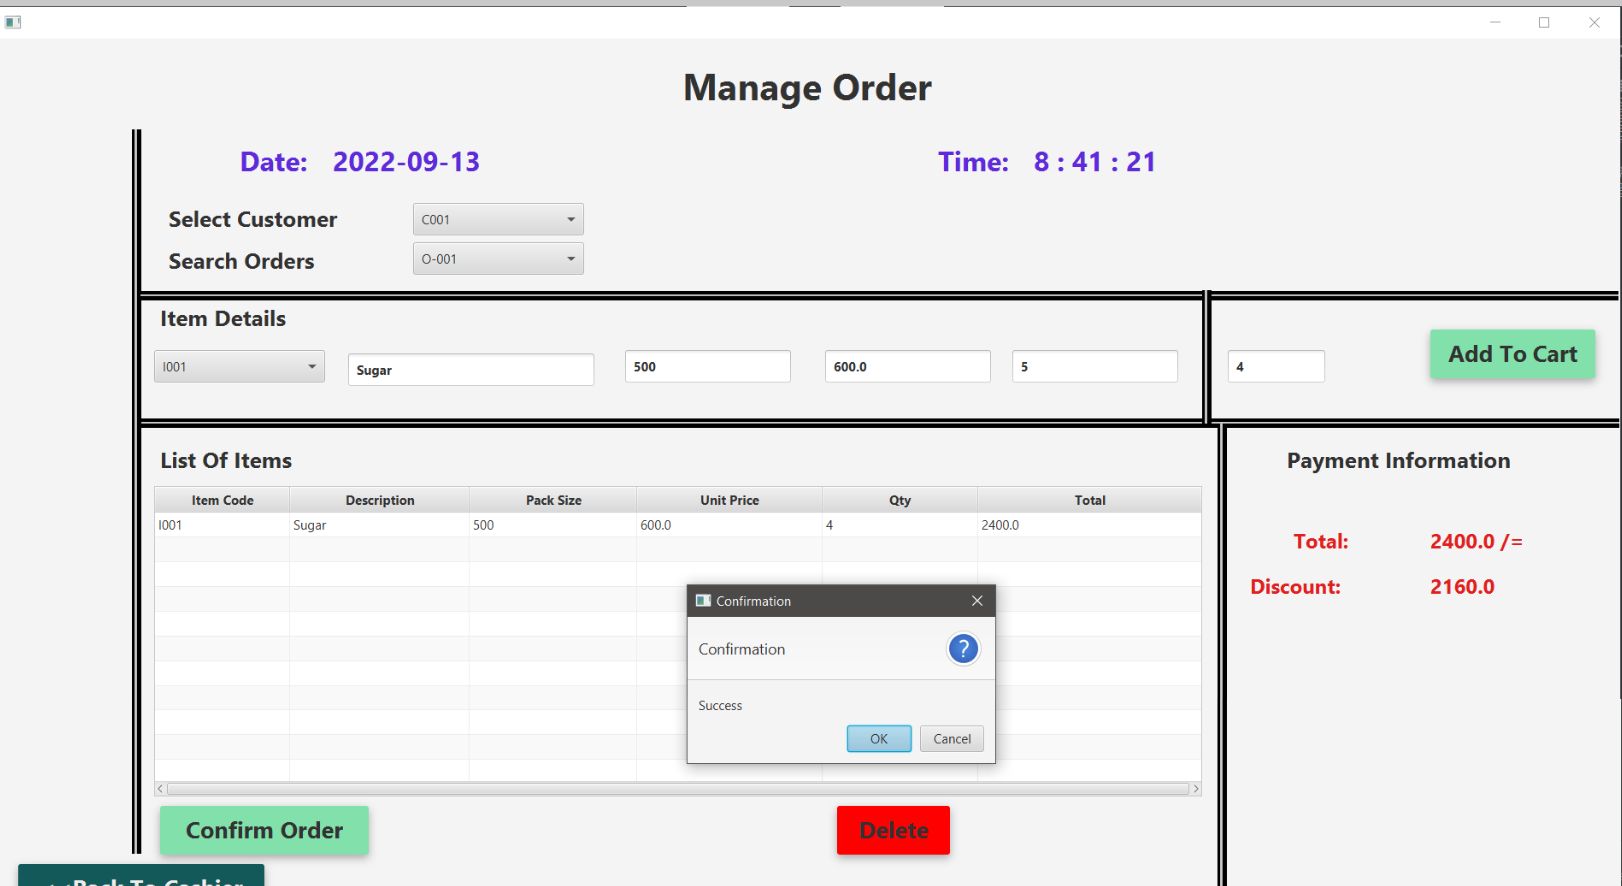 Manage Order
Date: 2022-09-13 Time: 8 : 41 : 21
Select Customer C001
Search Orders O-001
Item Details
I001 Sugar 500 600.0 5 4 Add To Cart
List Of Items Payment Information
Item Code Description Pack Size Unit Price Qty Total
I001 Sugar 500 600.0 4 2400.0
Total: 2400.0 /=
Discount: 2160.0
Confirmation
Confirmation
?
Success
OK Cancel
Confirm Order Delete
Back To Cashier